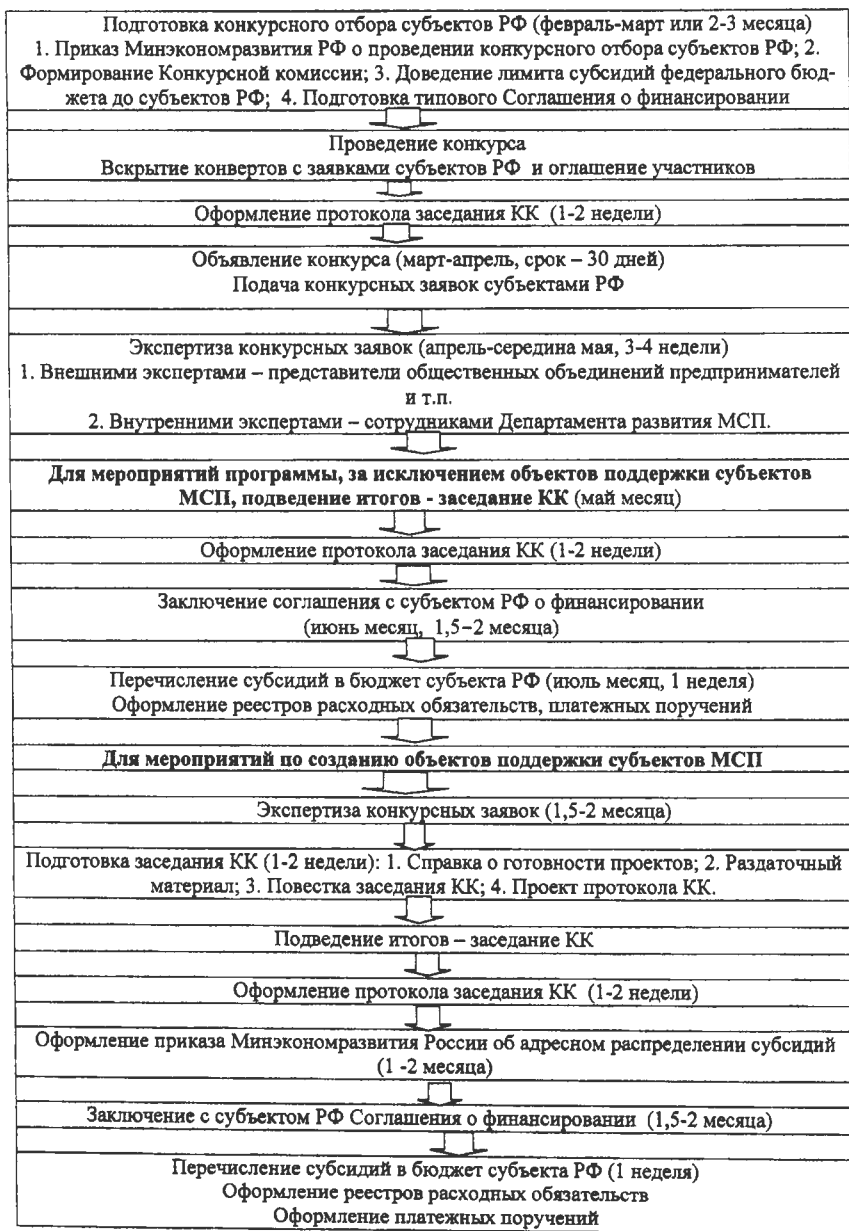 Подготовка конкурсного отбора субъектов РФ (февраль-март или 2-3 месяца)
1. Приказ Минэкономразвития РФ о проведении конкурсного отбора субъектов РФ; 2.
Формирование Конкурсной комиссии; 3. Доведение лимита субсидий федерального бюд-
жета до субъектов РФ; 4. Подготовка типового Соглашения о финансировании
Проведение конкурса
Вскрытие конвертов с заявками субъектов РФ и оглашение участников
Оформление протокола заседания КК (1-2 недели)
Объявление конкурса (март-апрель, срок – 30 дней)
Подача конкурсных заявок субъектами РФ
Экспертиза конкурсных заявок (апрель-середина мая, 3-4 недели)
1. Внешними экспертами – представители общественных объединений предпринимателей
и т.п.
2. Внутренними экспертами – сотрудниками Департамента развития МСП.
Для мероприятий программы, за исключением объектов поддержки субъектов
МСП, подведение итогов - заседание КК (май месяц)
Оформление протокола заседания КК (1-2 недели)
Заключение соглашения с субъектом РФ о финансировании
(июнь месяц, 1,5–2 месяца)
Перечисление субсидий в бюджет субъекта РФ (июль месяц, 1 неделя)
Оформление реестров расходных обязательств, платежных поручений
Для мероприятий по созданию объектов поддержки субъектов МСП
Экспертиза конкурсных заявок (1,5-2 месяца)
Подготовка заседания КК (1-2 недели): 1. Справка о готовности проектов; 2. Раздаточный
материал; 3. Повестка заседания КК; 4. Проект протокола КК.
Подведение итогов – заседание КК
Оформление протокола заседания КК (1-2 недели)
Оформление приказа Минэкономразвития России об адресном распределении субсидий
(1 -2 месяца)
Заключение с субъектом РФ Соглашения о финансировании (1,5-2 месяца)
Перечисление субсидий в бюджет субъекта РФ (1 неделя)
Оформление реестров расходных обязательств
Оформление платежных поручений